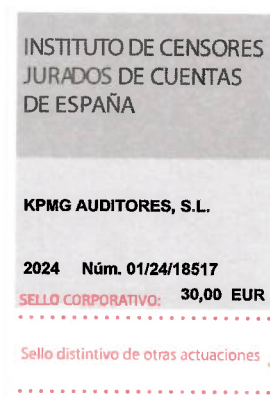 INSTITUTO DE CENSORES
JURADOS DE CUENTAS
DE ESPAÑA
KPMG AUDITORES, S.L.
2024 Núm. 01/24/18517
SELLO CORPORATIVO: 30,00 EUR
Sello distintivo de otras actuaciones